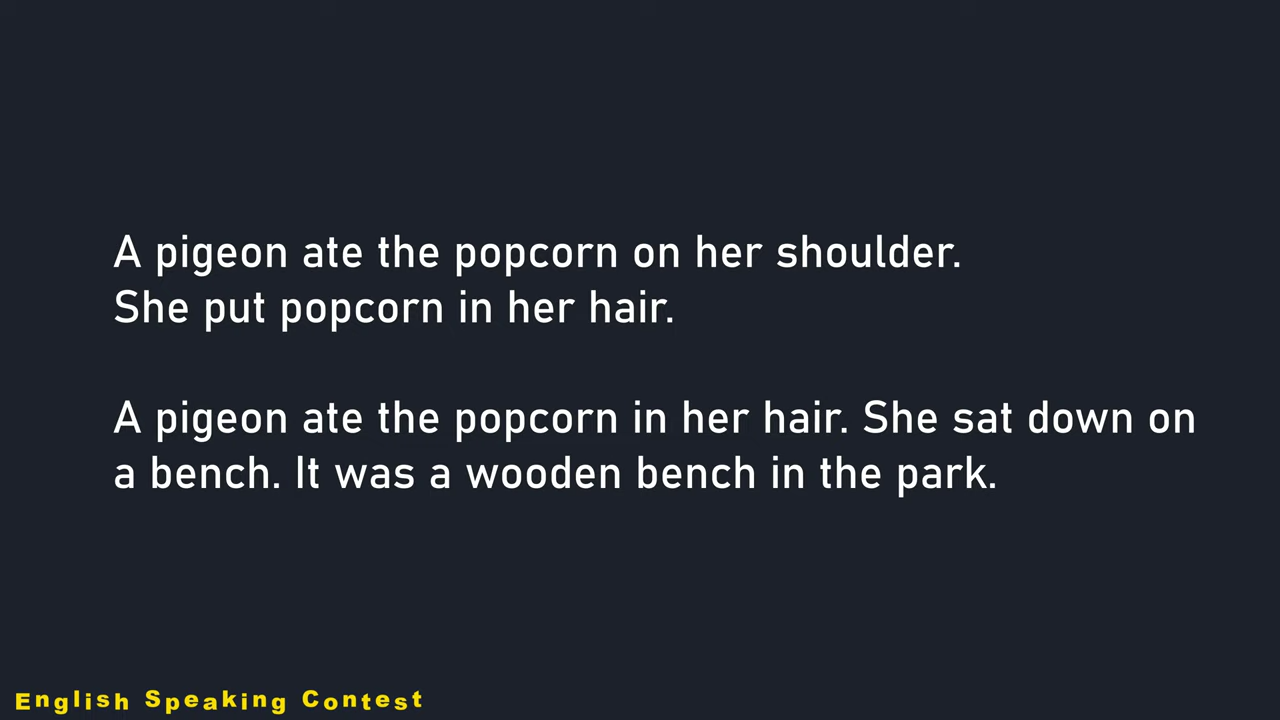 A pigeon ate the popcorn on her shoulder.
She put popcorn in her hair.
A pigeon ate the popcorn in her hair. She sat down on
a bench. It was a wooden bench in the park.
English Speaking Contest